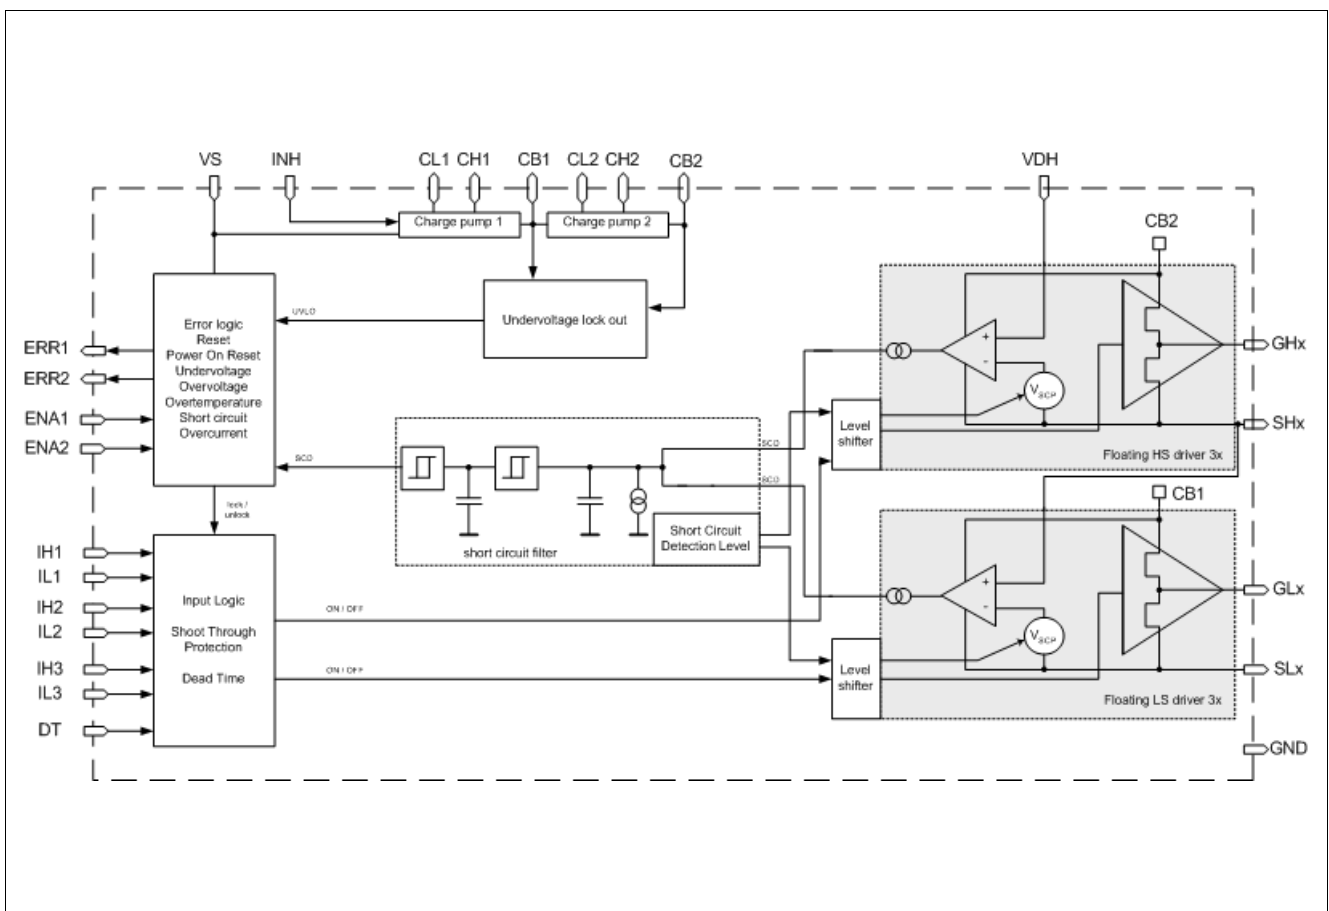 VS
INH
CL1
CH1
CB1
CL2
CH2
CB2
VDH
Charge pump 1
Charge pump 2
CB2
Error logic
Reset
Power On Reset
Undervoltage
Overvoltage
Overtemperature
Short circuit
Overcurrent
UVLO
Undervoltage lock out
ERR1
ERR2
ENA1
ENA2
+
-
VSCP
GHx
SHx
Level
shifter
Floating HS driver 3x
SCO
SCO
SCO
short circuit filter
Short Circuit
Detection Level
lock /
unlock
CB1
IH1
IL1
IH2
IL2
IH3
IL3
DT
Input Logic
Shoot Through
Protection
Dead Time
ON / OFF
ON / OFF
+
-
VSCP
GLx
SLx
Level
shifter
Floating LS driver 3x
GND